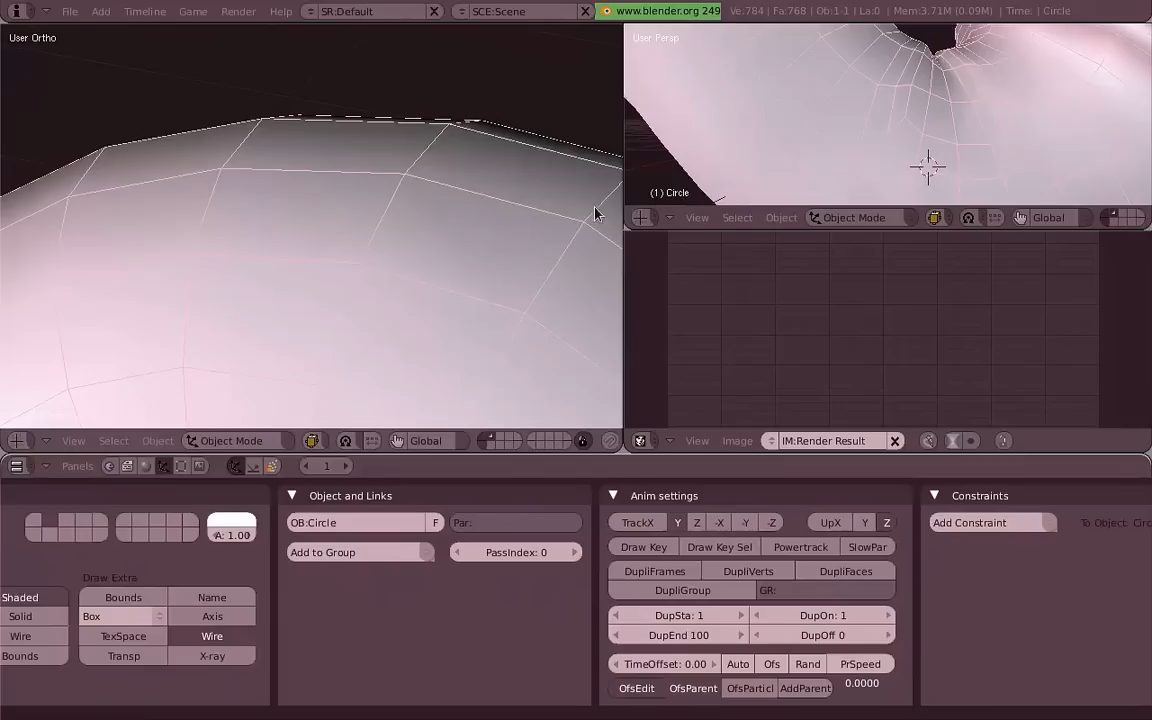 File Add Timeline Game Render Help SR:Default SCE:Scene www.blender.org 249 Ve:784 | Fa:768 | Ob:1-1 | La:0 | Mem:3.71M (0.09M) | Time: | Circle
User Ortho
User Persp
(1) Circle
View Select Object Object Mode Global
View Select Object Object Mode Global
View Image IM:Render Result
Panels 1
Object and Links
Anim settings
Constraints
A: 1.00
OB:Circle F Par:
TrackX Y Z -X -Y -Z UpX Y Z
Add Constraint To Object: Circ
Add to Group PassIndex: 0
Draw Key Draw Key Sel Powertrack SlowPar
DupliFrames DupliVerts DupliFaces
DupliGroup GR:
Draw Extra
Shaded Bounds Name
Solid Box Axis
Wire TexSpace Wire
Bounds Transp X-ray
DupSta: 1 DupOn: 1
DupEnd 100 DupOff 0
TimeOffset: 0.00 Auto Ofs Rand PrSpeed
OfsEdit OfsParent OfsParticl AddParent 0.0000